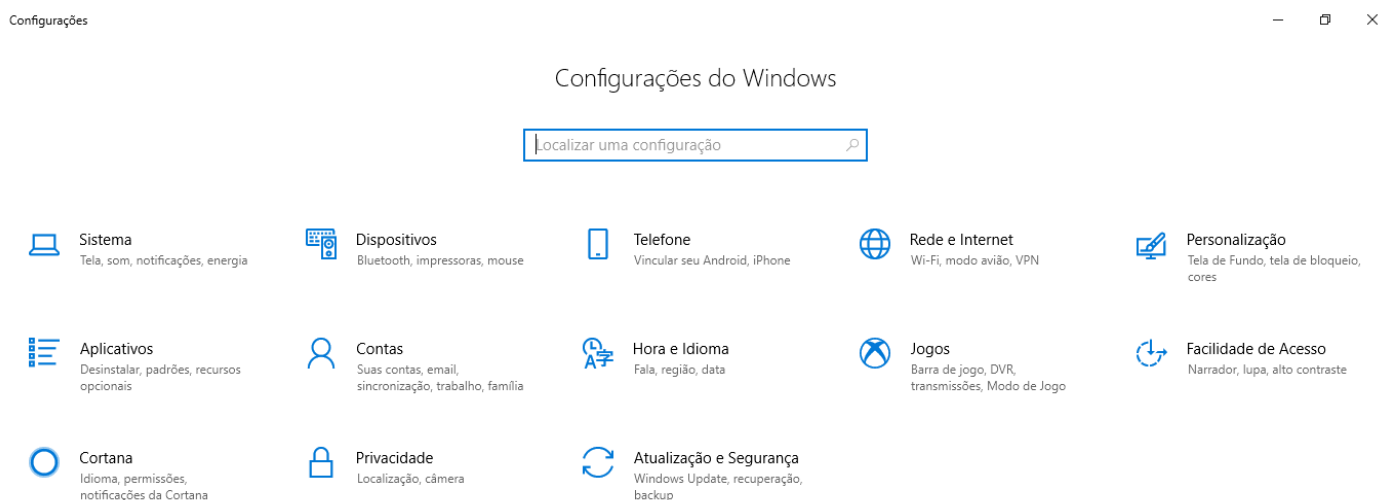 Configurações
Configurações do Windows
Localizar uma configuração
Sistema
Tela, som, notificações, energia
Dispositivos
Bluetooth, impressoras, mouse
Telefone
Vincular seu Android, iPhone
Rede e Internet
Wi-Fi, modo avião, VPN
Personalização
Tela de Fundo, tela de bloqueio,
cores
Aplicativos
Desinstalar, padrões, recursos
opcionais
Contas
Suas contas, email,
sincronização, trabalho, família
Hora e Idioma
Fala, região, data
Jogos
Barra de jogo, DVR,
transmissões, Modo de Jogo
Facilidade de Acesso
Narrador, lupa, alto contraste
Cortana
Idioma, permissões,
notificações da Cortana
Privacidade
Localização, câmera
Atualização e Segurança
Windows Update, recuperação,
backup